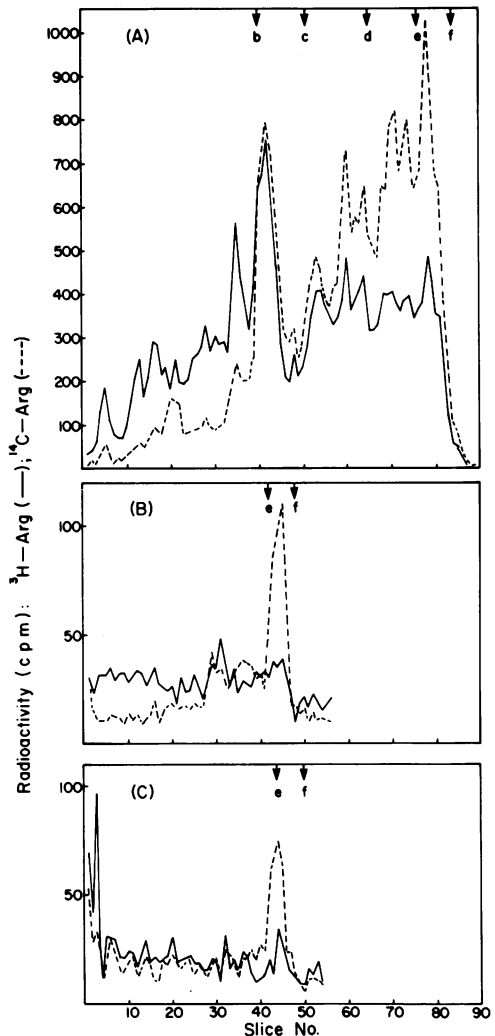 (A)
b c d e f
1000
900
800
700
600
500
400
300
200
100
(B)
e f
100
50
(C)
e f
100
50
10 20 30 40 50 60 70 80 90
Slice No.
Radioactivity (cpm): ³H-Arg (—); ¹⁴C-Arg (----)